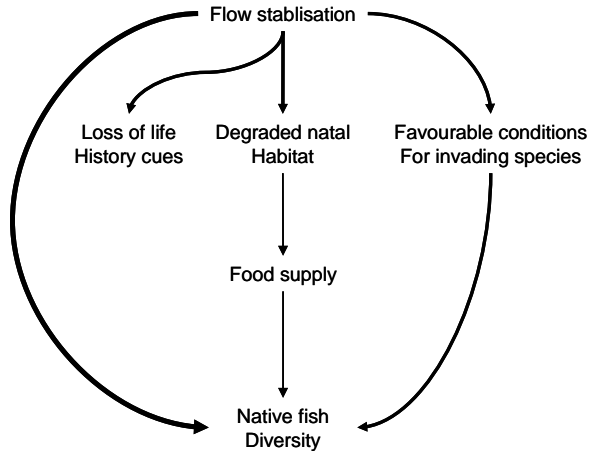 Flow stablisation
Loss of life
History cues
Degraded natal
Habitat
Favourable conditions
For invading species
Food supply
Native fish
Diversity